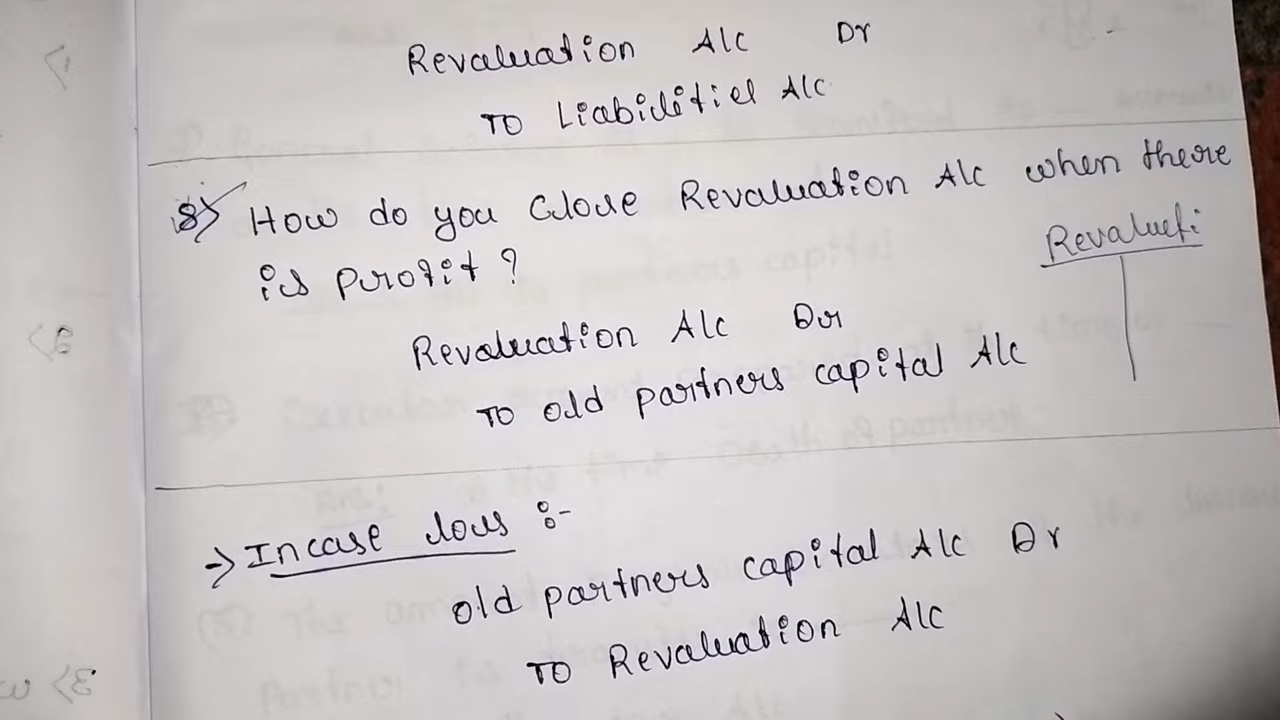 Revaluation A/c Dr
To Liabilities A/c
8) How do you close Revaluation A/c when there
is profit ?
Revaluati
Revaluation A/c Dr
To old partners capital A/c
→ Incase loss :-
old partners capital A/c Dr
To Revaluation A/c